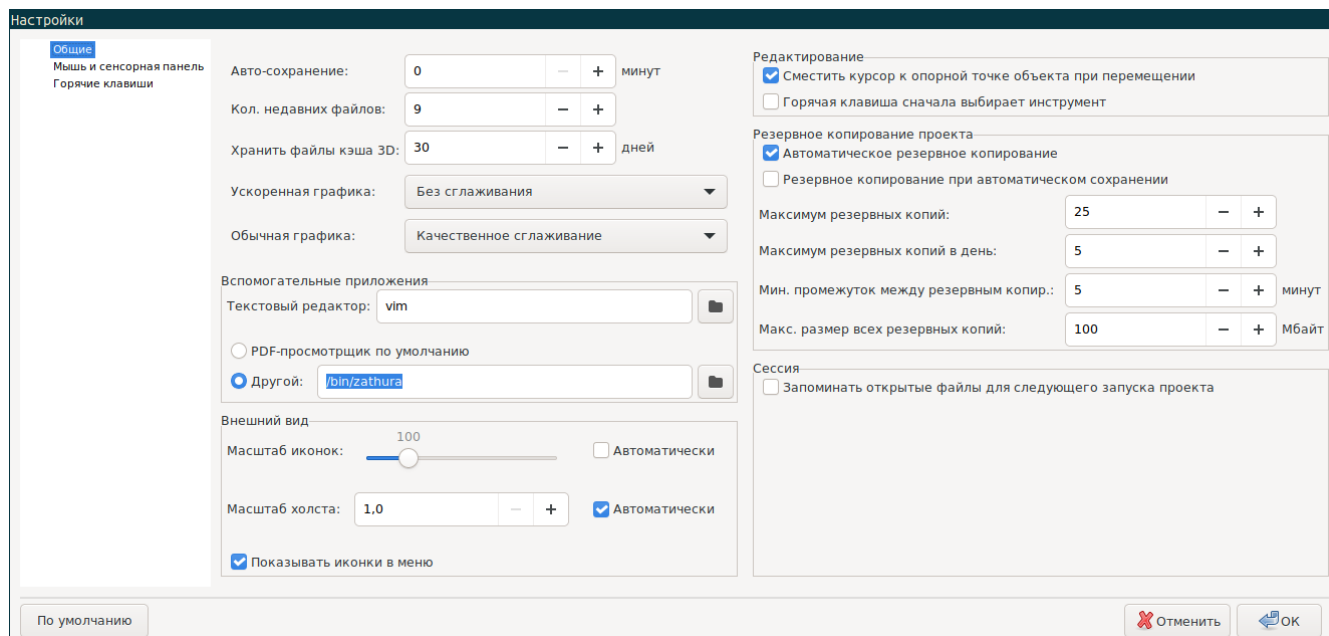 Настройки
Общие
Мышь и сенсорная панель
Горячие клавиши
Авто-сохранение: 0 минут
Кол. недавних файлов: 9
Хранить файлы кэша 3D: 30 дней
Ускоренная графика: Без сглаживания
Обычная графика: Качественное сглаживание
Вспомогательные приложения
Текстовый редактор: vim
PDF-просмотрщик по умолчанию
Другой: /bin/zathura
Внешний вид
100
Масштаб иконок: Автоматически
Масштаб холста: 1,0 Автоматически
Показывать иконки в меню
Редактирование
Сместить курсор к опорной точке объекта при перемещении
Горячая клавиша сначала выбирает инструмент
Резервное копирование проекта
Автоматическое резервное копирование
Резервное копирование при автоматическом сохранении
Максимум резервных копий: 25
Максимум резервных копий в день: 5
Мин. промежуток между резервным копир.: 5 минут
Макс. размер всех резервных копий: 100 Мбайт
Сессия
Запоминать открытые файлы для следующего запуска проекта
По умолчанию
Отменить
ОК